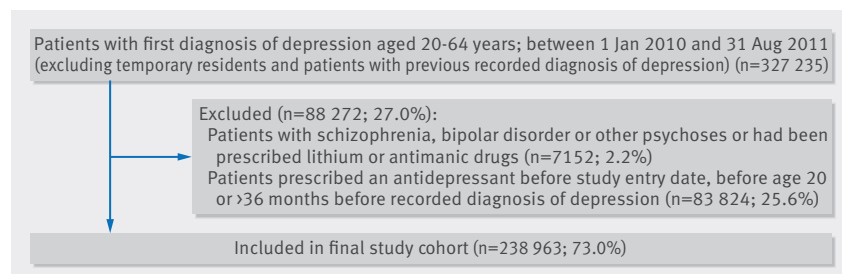 Patients with first diagnosis of depression aged 20-64 years; between 1 Jan 2010 and 31 Aug 2011
(excluding temporary residents and patients with previous recorded diagnosis of depression) (n=327 235)
Excluded (n=88 272; 27.0%):
Patients with schizophrenia, bipolar disorder or other psychoses or had been
prescribed lithium or antimanic drugs (n=7152; 2.2%)
Patients prescribed an antidepressant before study entry date, before age 20
or >36 months before recorded diagnosis of depression (n=83 824; 25.6%)
Included in final study cohort (n=238 963; 73.0%)